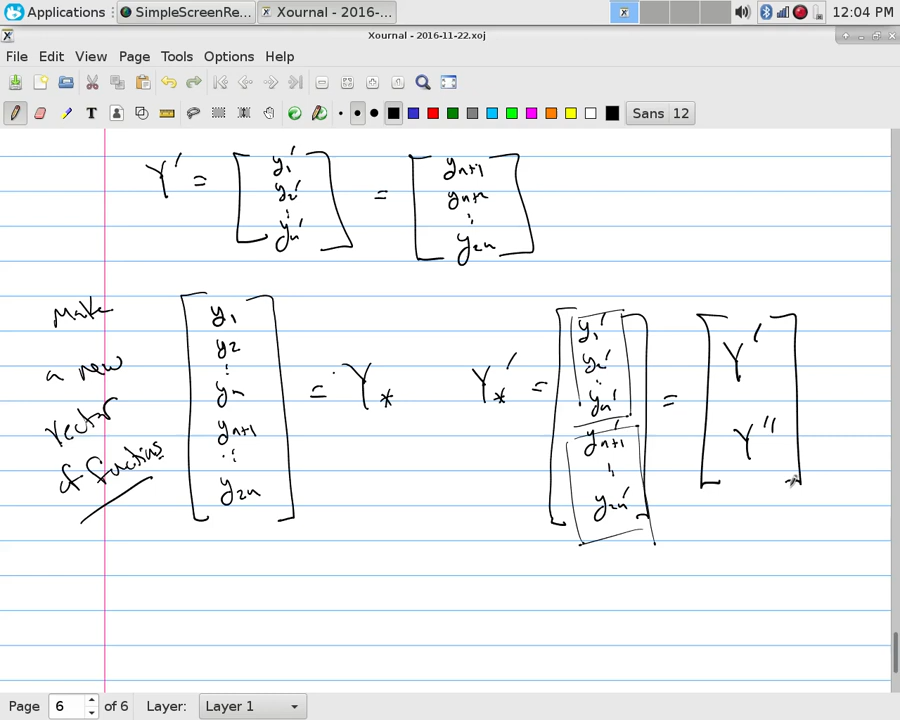 Applications SimpleScreenRe... Xournal - 2016-... 12:04 PM
Xournal - 2016-11-22.xoj
File Edit View Page Tools Options Help
Sans 12
Y' = [y₁' y₂' ⋮ yₙ'] = [yₙ₊₁ yₙ₊₂ ⋮ y₂ₙ]
Make
a new
vector
of functions
[y₁ y₂ ⋮ yₙ yₙ₊₁ ⋮ y₂ₙ] = Y*
Y*' = [y₁' y₂' ⋮ yₙ' yₙ₊₁' ⋮ y₂ₙ'] = [Y' Y'']
Page 6 of 6 Layer: Layer 1